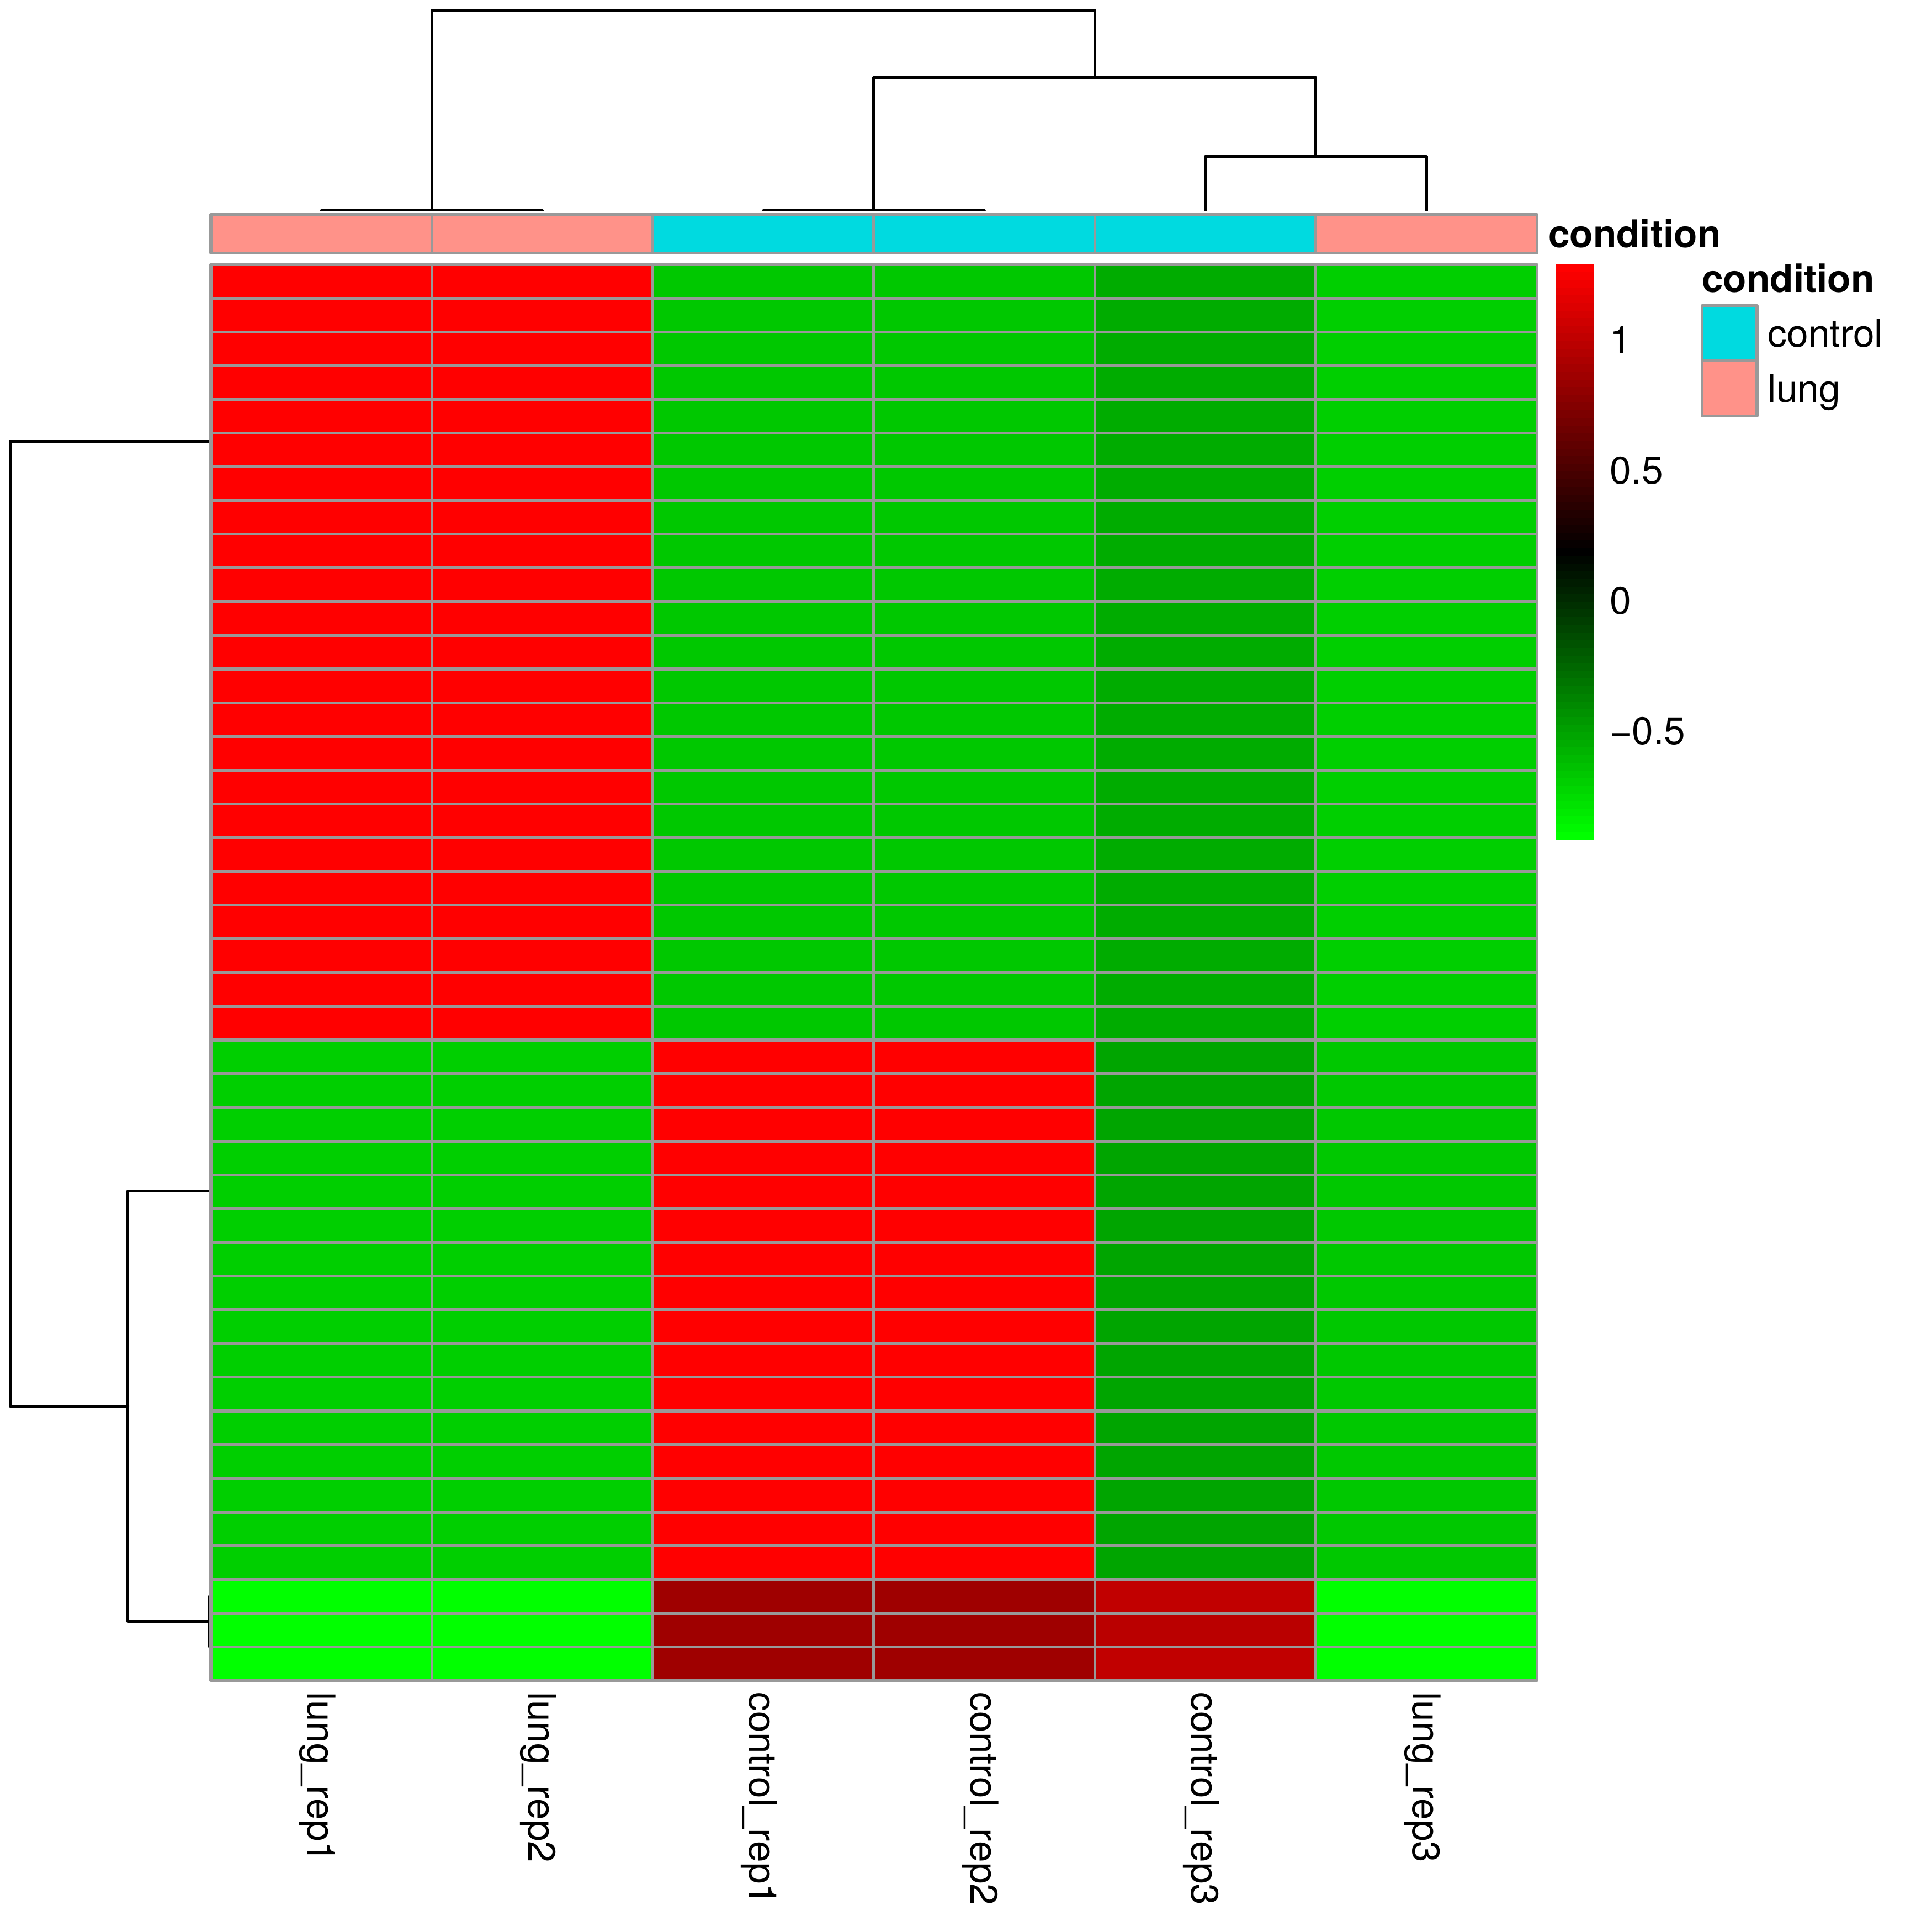 condition
condition
control
lung
1
0.5
0
−0.5
lung_rep1
lung_rep2
control_rep1
control_rep2
control_rep3
lung_rep3